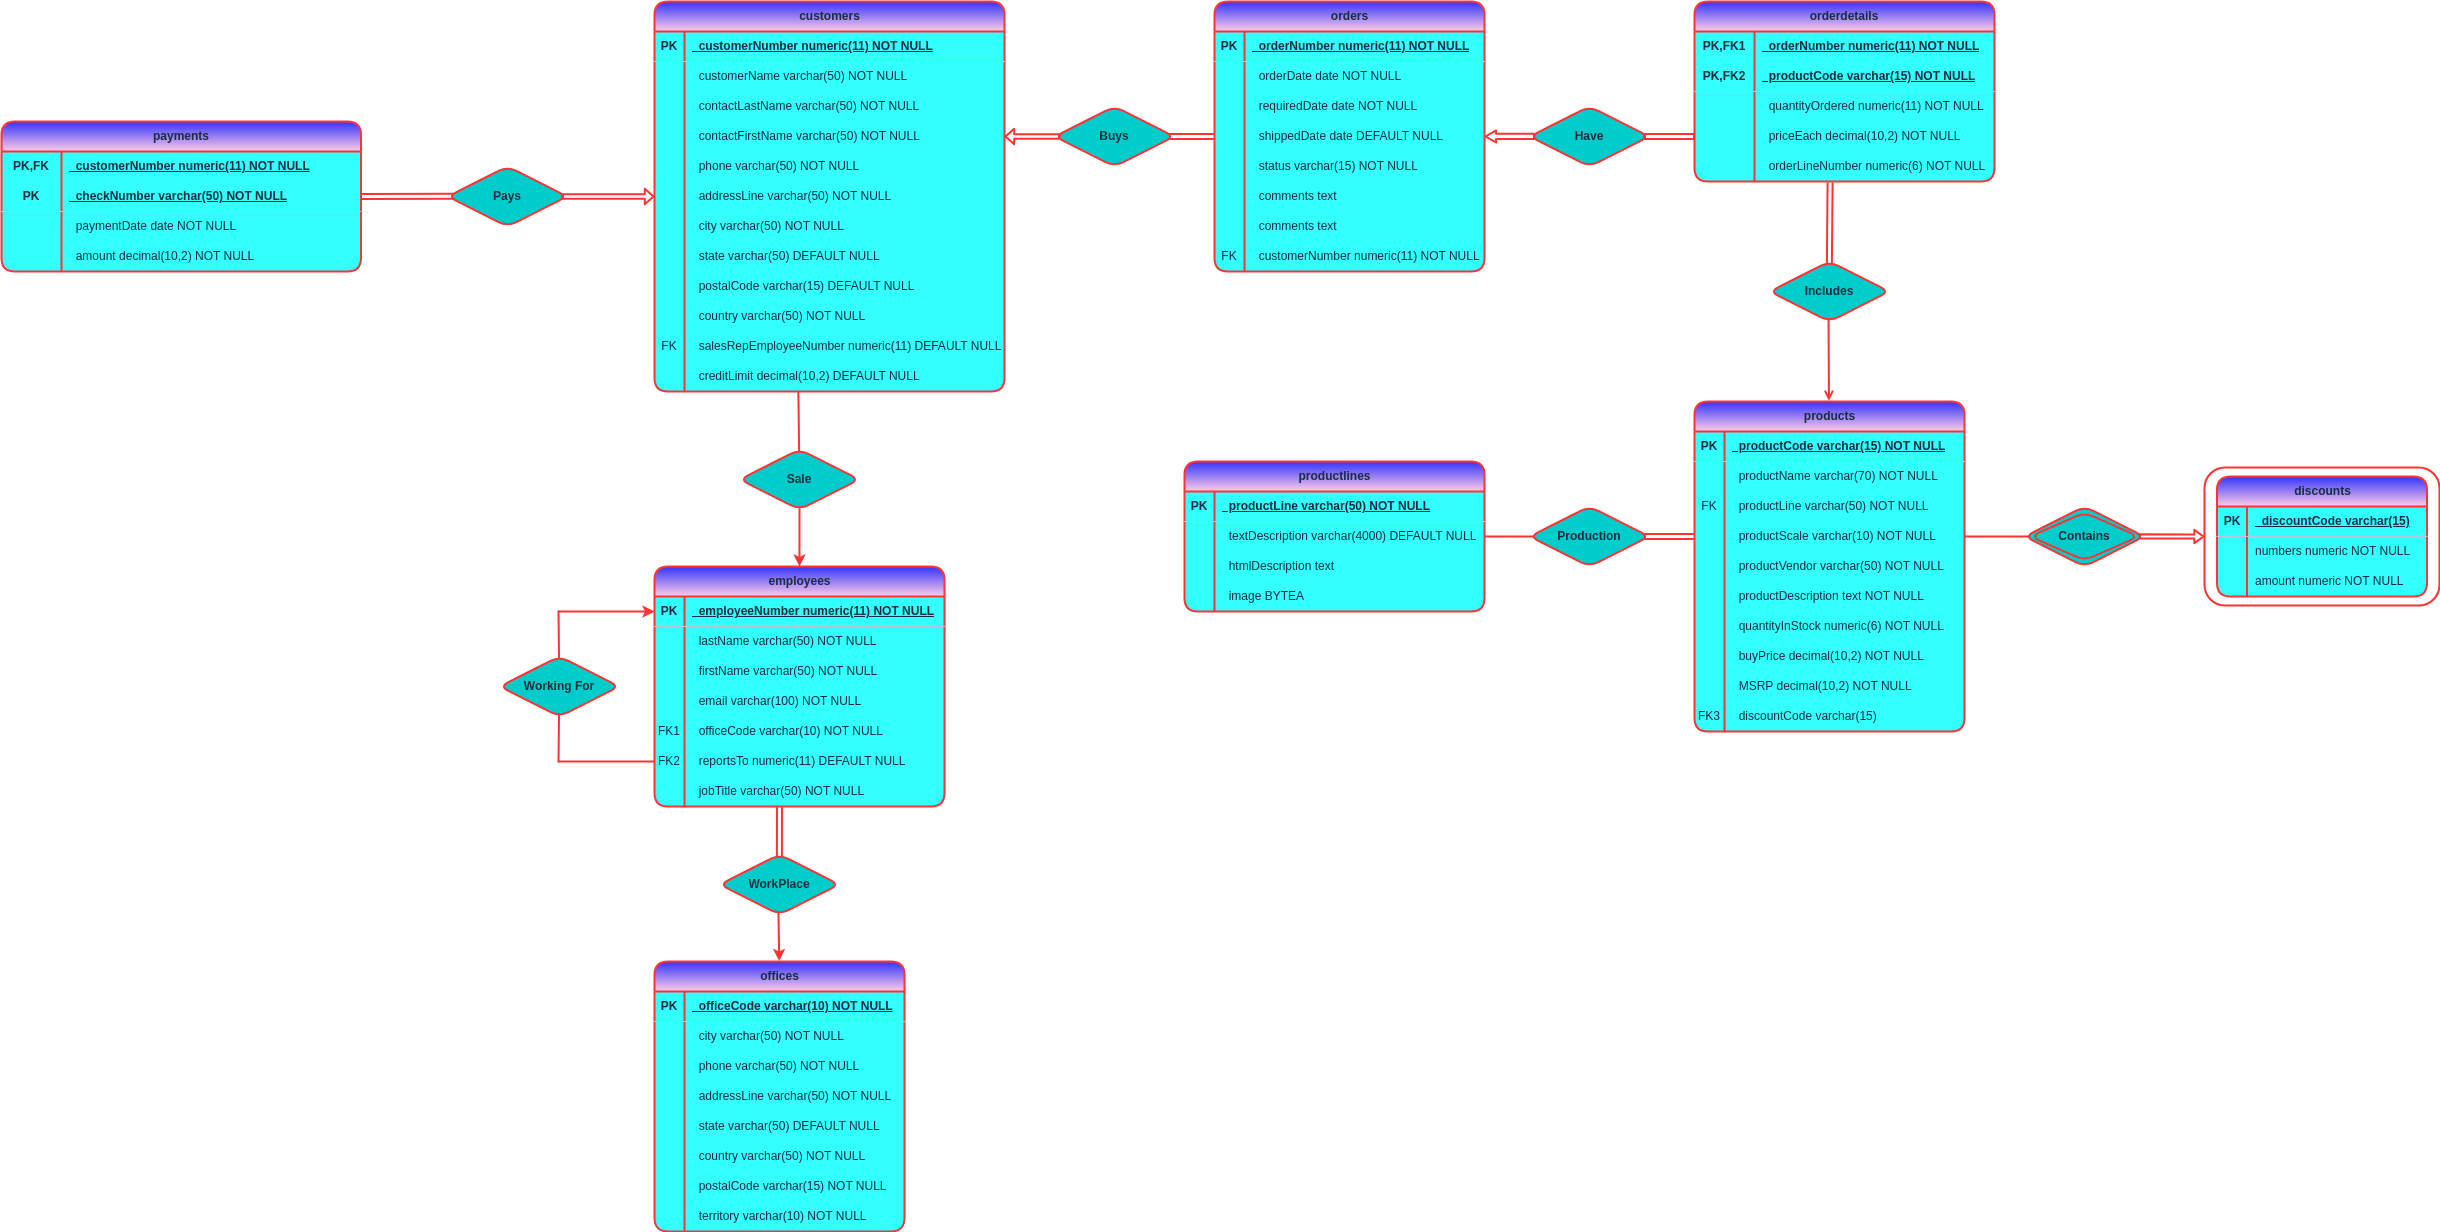 payments
PK,FK customerNumber numeric(11) NOT NULL
PK checkNumber varchar(50) NOT NULL
paymentDate date NOT NULL
amount decimal(10,2) NOT NULL
Pays
customers
PK customerNumber numeric(11) NOT NULL
customerName varchar(50) NOT NULL
contactLastName varchar(50) NOT NULL
contactFirstName varchar(50) NOT NULL
phone varchar(50) NOT NULL
addressLine varchar(50) NOT NULL
city varchar(50) NOT NULL
state varchar(50) DEFAULT NULL
postalCode varchar(15) DEFAULT NULL
country varchar(50) NOT NULL
FK salesRepEmployeeNumber numeric(11) DEFAULT NULL
creditLimit decimal(10,2) DEFAULT NULL
Buys
orders
PK orderNumber numeric(11) NOT NULL
orderDate date NOT NULL
requiredDate date NOT NULL
shippedDate date DEFAULT NULL
status varchar(15) NOT NULL
comments text
comments text
FK customerNumber numeric(11) NOT NULL
Have
orderdetails
PK,FK1 orderNumber numeric(11) NOT NULL
PK,FK2 productCode varchar(15) NOT NULL
quantityOrdered numeric(11) NOT NULL
priceEach decimal(10,2) NOT NULL
orderLineNumber numeric(6) NOT NULL
Includes
Sale
employees
PK employeeNumber numeric(11) NOT NULL
lastName varchar(50) NOT NULL
firstName varchar(50) NOT NULL
email varchar(100) NOT NULL
FK1 officeCode varchar(10) NOT NULL
FK2 reportsTo numeric(11) DEFAULT NULL
jobTitle varchar(50) NOT NULL
Working For
WorkPlace
offices
PK officeCode varchar(10) NOT NULL
city varchar(50) NOT NULL
phone varchar(50) NOT NULL
addressLine varchar(50) NOT NULL
state varchar(50) DEFAULT NULL
country varchar(50) NOT NULL
postalCode varchar(15) NOT NULL
territory varchar(10) NOT NULL
productlines
PK productLine varchar(50) NOT NULL
textDescription varchar(4000) DEFAULT NULL
htmlDescription text
image BYTEA
Production
products
PK productCode varchar(15) NOT NULL
productName varchar(70) NOT NULL
FK productLine varchar(50) NOT NULL
productScale varchar(10) NOT NULL
productVendor varchar(50) NOT NULL
productDescription text NOT NULL
quantityInStock numeric(6) NOT NULL
buyPrice decimal(10,2) NOT NULL
MSRP decimal(10,2) NOT NULL
FK3 discountCode varchar(15)
Contains
discounts
PK discountCode varchar(15)
numbers numeric NOT NULL
amount numeric NOT NULL